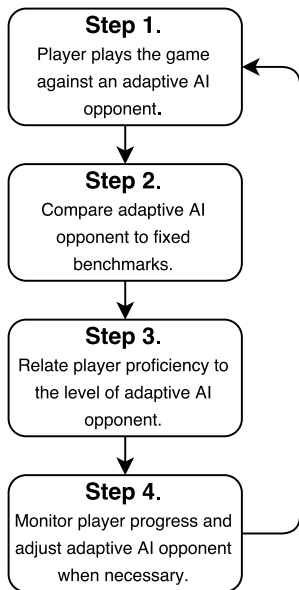 Step 1.
Player plays the game
against an adaptive AI
opponent.
Step 2.
Compare adaptive AI
opponent to fixed
benchmarks.
Step 3.
Relate player proficiency to
the level of adaptive AI
opponent.
Step 4.
Monitor player progress and
adjust adaptive AI opponent
when necessary.